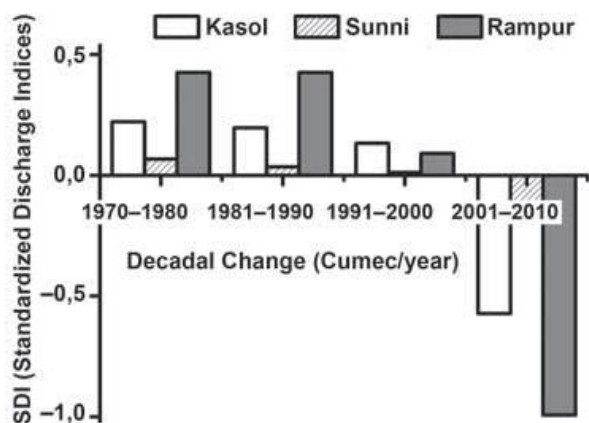 Kasol Sunni Rampur
SDI (Standardized Discharge Indices)
0,5
0,0
1970–1980 1981–1990 1991–2000 2001–2010
Decadal Change (Cumec/year)
–0,5
–1,0